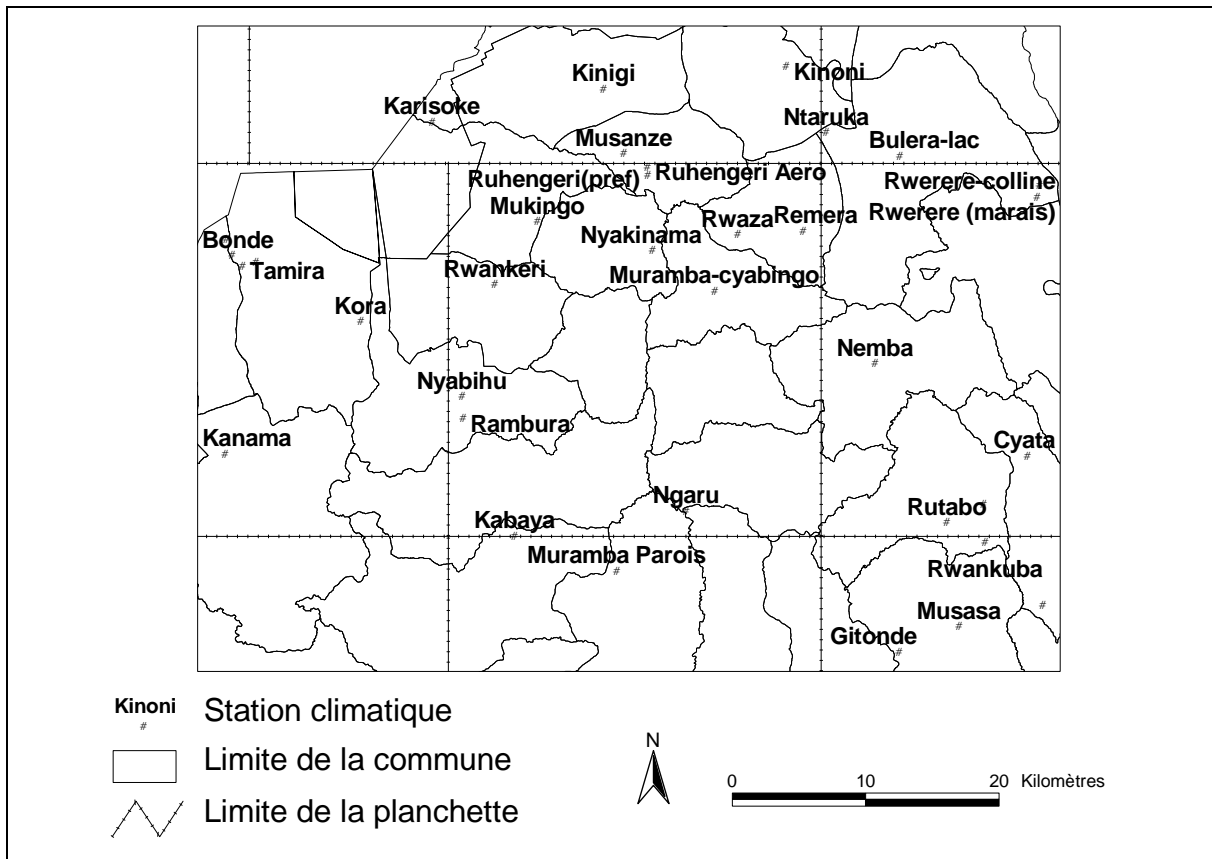 Kinigi
Kinoni
Karisoke
Ntaruka
Musanze
Bulera-lac
Ruhengeri(pref)
Ruhengeri Aero
Rwerere-colline
Mukingo
Rwaza
Remera
Rwerere (marais)
Bonde
Nyakinama
Tamira
Rwankeri
Muramba-cyabingo
Kora
Nemba
Nyabihu
Rambura
Kanama
Cyata
Ngaru
Rutabo
Kabaya
Muramba Parois
Rwankuba
Musasa
Gitonde
Kinoni
Station climatique
Limite de la commune
Limite de la planchette
N
0 10 20 Kilomètres